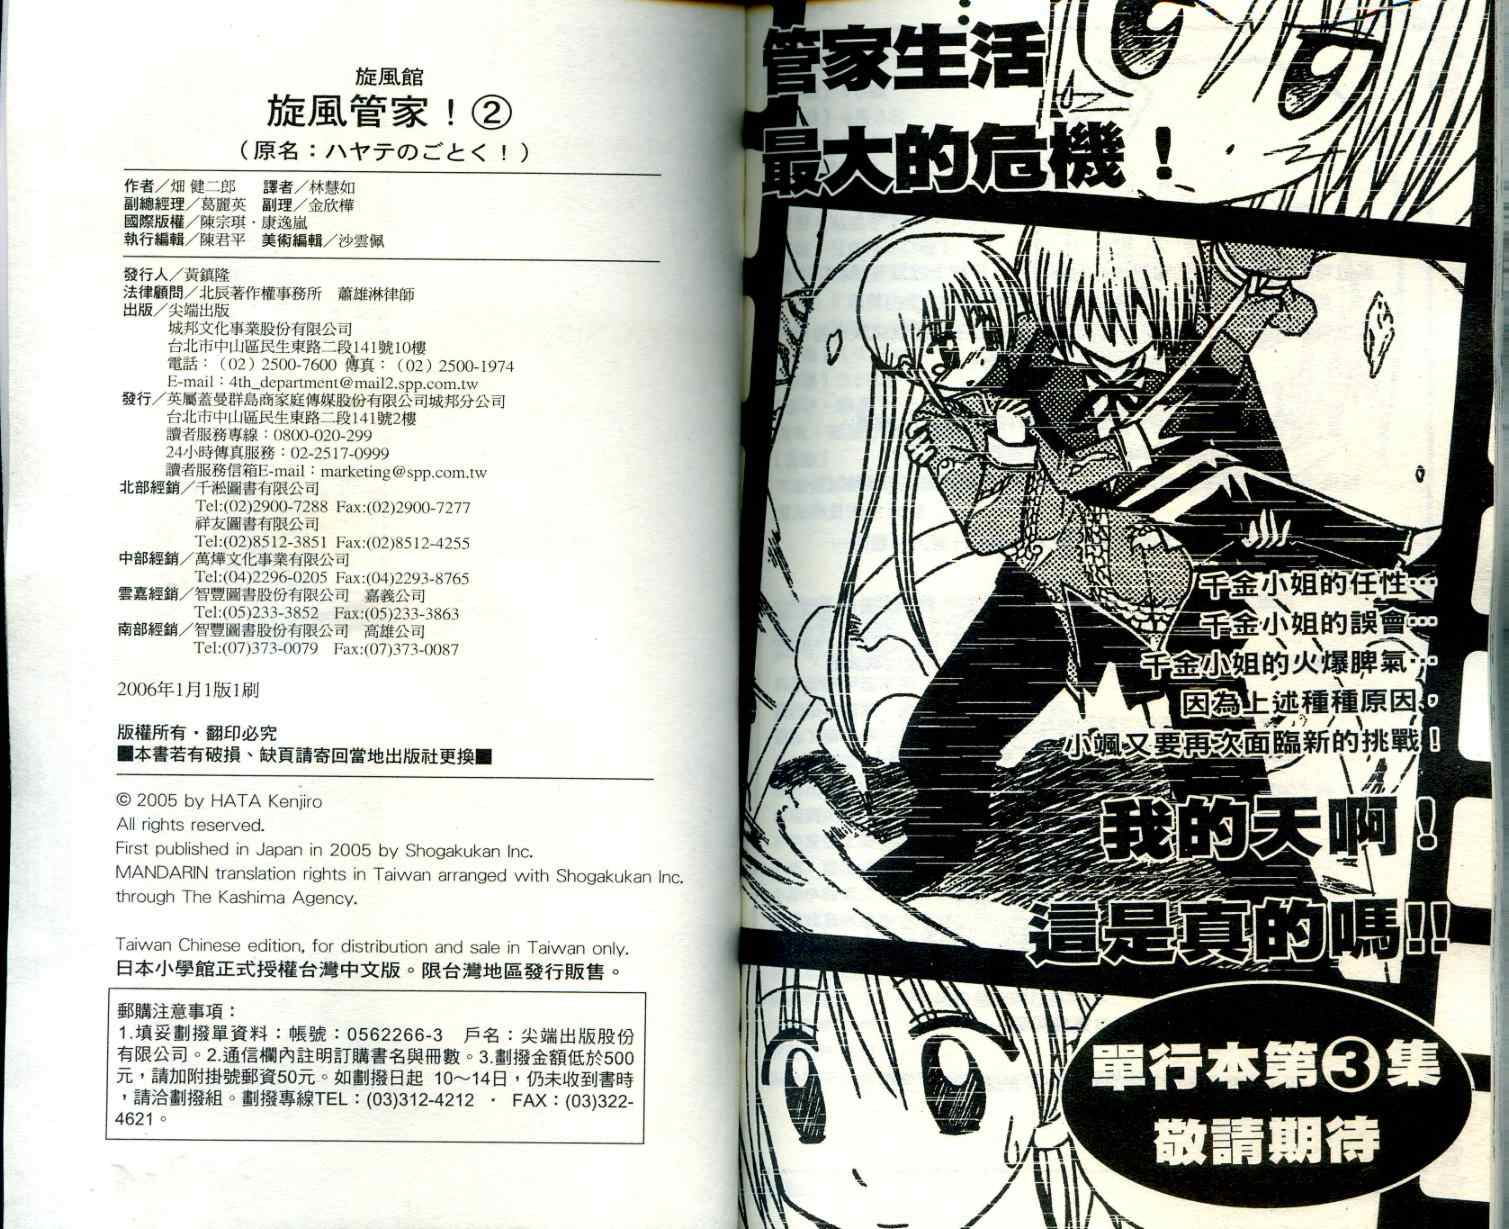 旋風館
旋風管家！②
（原名：ハヤテのごとく！）
作者／畑 健二郎　譯者／林慧如
副總經理／葛麗英　副理／金欣樺
國際版權／陳宗琪・康逸嵐
執行編輯／陳君平　美術編輯／沙雲佩
發行人／黃鎮隆
法律顧問／北辰著作權事務所　蕭雄淋律師
出版／尖端出版
城邦文化事業股份有限公司
台北市中山區民生東路二段141號10樓
電話：（02）2500-7600 傳真：（02）2500-1974
E-mail：4th_department@mail2.spp.com.tw
發行／英屬蓋曼群島商家庭傳媒股份有限公司城邦分公司
台北市中山區民生東路二段141號2樓
讀者服務專線：0800-020-299
24小時傳真服務：02-2517-0999
讀者服務信箱E-mail：marketing@spp.com.tw
北部經銷／千淞圖書有限公司
Tel:(02)2900-7288 Fax:(02)2900-7277
祥友圖書有限公司
Tel:(02)8512-3851 Fax:(02)8512-4255
中部經銷／萬燁文化事業有限公司
Tel:(04)2296-0205 Fax:(04)2293-8765
雲嘉經銷／智豐圖書股份有限公司　嘉義公司
Tel:(05)233-3852 Fax:(05)233-3863
南部經銷／智豐圖書股份有限公司　高雄公司
Tel:(07)373-0079 Fax:(07)373-0087
2006年1月1版1刷
版權所有・翻印必究
■本書若有破損、缺頁請寄回當地出版社更換■
© 2005 by HATA Kenjiro
All rights reserved.
First published in Japan in 2005 by Shogakukan Inc.
MANDARIN translation rights in Taiwan arranged with Shogakukan Inc.
through The Kashima Agency.
Taiwan Chinese edition, for distribution and sale in Taiwan only.
日本小學館正式授權台灣中文版。限台灣地區發行販售。
郵購注意事項：
1.填妥劃撥單資料：帳號：0562266-3　戶名：尖端出版股份
有限公司。2.通信欄內註明訂購書名與冊數。3.劃撥金額低於500
元，請加附掛號郵資50元。如劃撥日起 10～14日，仍未收到書時
，請洽劃撥組。劃撥專線TEL：(03)312-4212 ・ FAX：(03)322-
4621。
管家生活…
最大的危機！
千金小姐的任性…
千金小姐的誤會…
千金小姐的火爆脾氣…
因為上述種種原因，
小颯又要再次面臨新的挑戰！
我的天啊！
這是真的嗎!!
單行本第③集
敬請期待